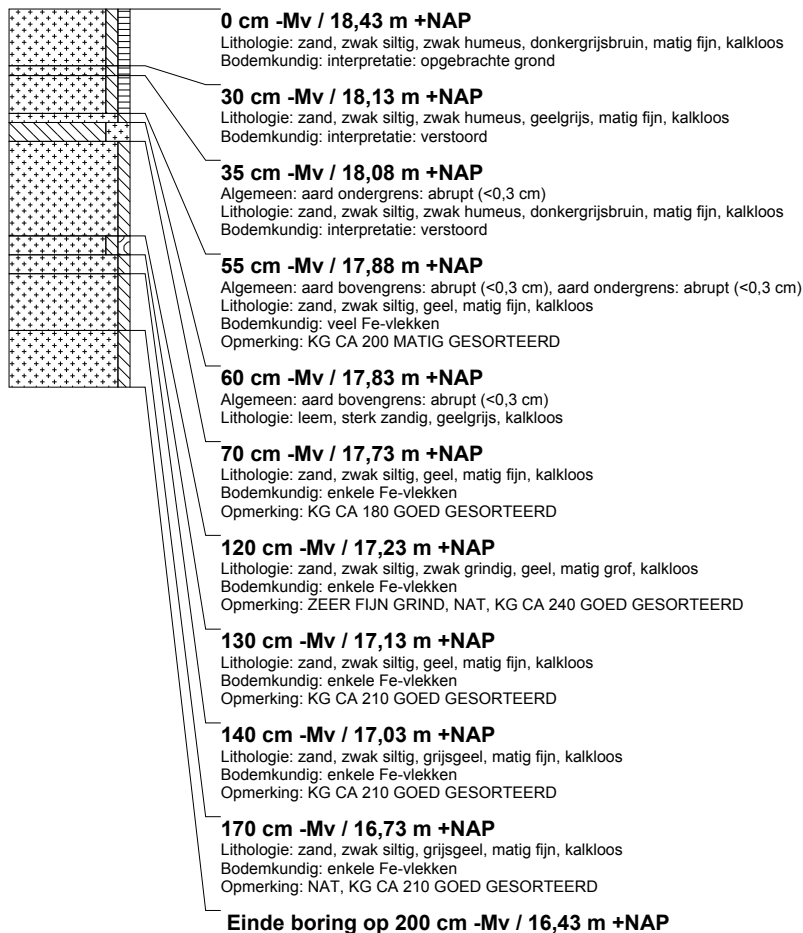 0 cm -Mv / 18,43 m +NAP
Lithologie: zand, zwak siltig, zwak humeus, donkergrijsbruin, matig fijn, kalkloos
Bodemkundig: interpretatie: opgebrachte grond
30 cm -Mv / 18,13 m +NAP
Lithologie: zand, zwak siltig, zwak humeus, geelgrijs, matig fijn, kalkloos
Bodemkundig: interpretatie: verstoord
35 cm -Mv / 18,08 m +NAP
Algemeen: aard ondergrens: abrupt (<0,3 cm)
Lithologie: zand, zwak siltig, zwak humeus, donkergrijsbruin, matig fijn, kalkloos
Bodemkundig: interpretatie: verstoord
55 cm -Mv / 17,88 m +NAP
Algemeen: aard bovengrens: abrupt (<0,3 cm), aard ondergrens: abrupt (<0,3 cm)
Lithologie: zand, zwak siltig, geel, matig fijn, kalkloos
Bodemkundig: veel Fe-vlekken
Opmerking: KG CA 200 MATIG GESORTEERD
60 cm -Mv / 17,83 m +NAP
Algemeen: aard bovengrens: abrupt (<0,3 cm)
Lithologie: leem, sterk zandig, geelgrijs, kalkloos
70 cm -Mv / 17,73 m +NAP
Lithologie: zand, zwak siltig, geel, matig fijn, kalkloos
Bodemkundig: enkele Fe-vlekken
Opmerking: KG CA 180 GOED GESORTEERD
120 cm -Mv / 17,23 m +NAP
Lithologie: zand, zwak siltig, zwak grindig, geel, matig grof, kalkloos
Bodemkundig: enkele Fe-vlekken
Opmerking: ZEER FIJN GRIND, NAT, KG CA 240 GOED GESORTEERD
130 cm -Mv / 17,13 m +NAP
Lithologie: zand, zwak siltig, geel, matig fijn, kalkloos
Bodemkundig: enkele Fe-vlekken
Opmerking: KG CA 210 GOED GESORTEERD
140 cm -Mv / 17,03 m +NAP
Lithologie: zand, zwak siltig, grijsgeel, matig fijn, kalkloos
Bodemkundig: enkele Fe-vlekken
Opmerking: KG CA 210 GOED GESORTEERD
170 cm -Mv / 16,73 m +NAP
Lithologie: zand, zwak siltig, grijsgeel, matig fijn, kalkloos
Bodemkundig: enkele Fe-vlekken
Opmerking: NAT, KG CA 210 GOED GESORTEERD
Einde boring op 200 cm -Mv / 16,43 m +NAP